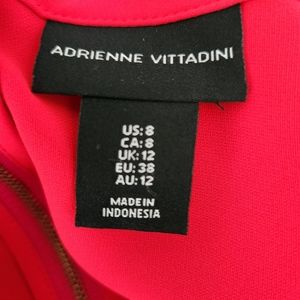 ADRIENNE VITTADINI
US: 8
CA: 8
UK: 12
EU: 38
AU: 12
MADE IN
INDONESIA